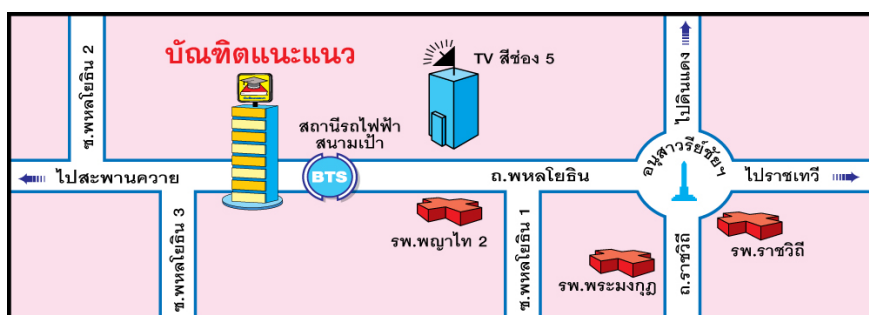 ซ.พหลโยธิน 2
บัณฑิตแนะแนว
TV สีช่อง 5
ไปดินแดง
สถานีรถไฟฟ้า
สนามเป้า
BTS
อนุสาวรีย์ชัยฯ
ไปสะพานควาย
ถ.พหลโยธิน
ไปราชเทวี
ซ.พหลโยธิน 3
รพ.พญาไท 2
ซ.พหลโยธิน 1
รพ.พระมงกุฎ
ถ.ราชวิถี
รพ.ราชวิถี